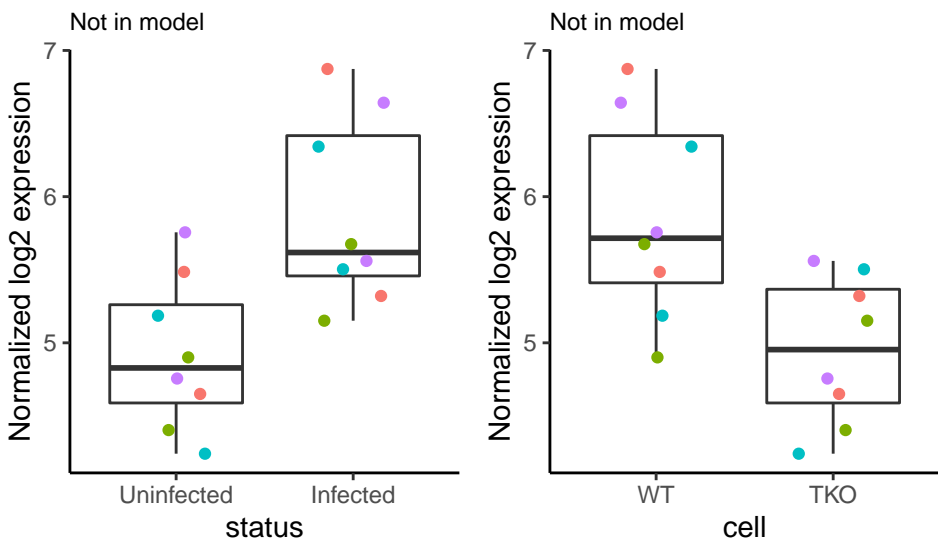 Not in model
Normalized log2 expression
7
6
5
Uninfected Infected
status
Not in model
Normalized log2 expression
7
6
5
WT TKO
cell